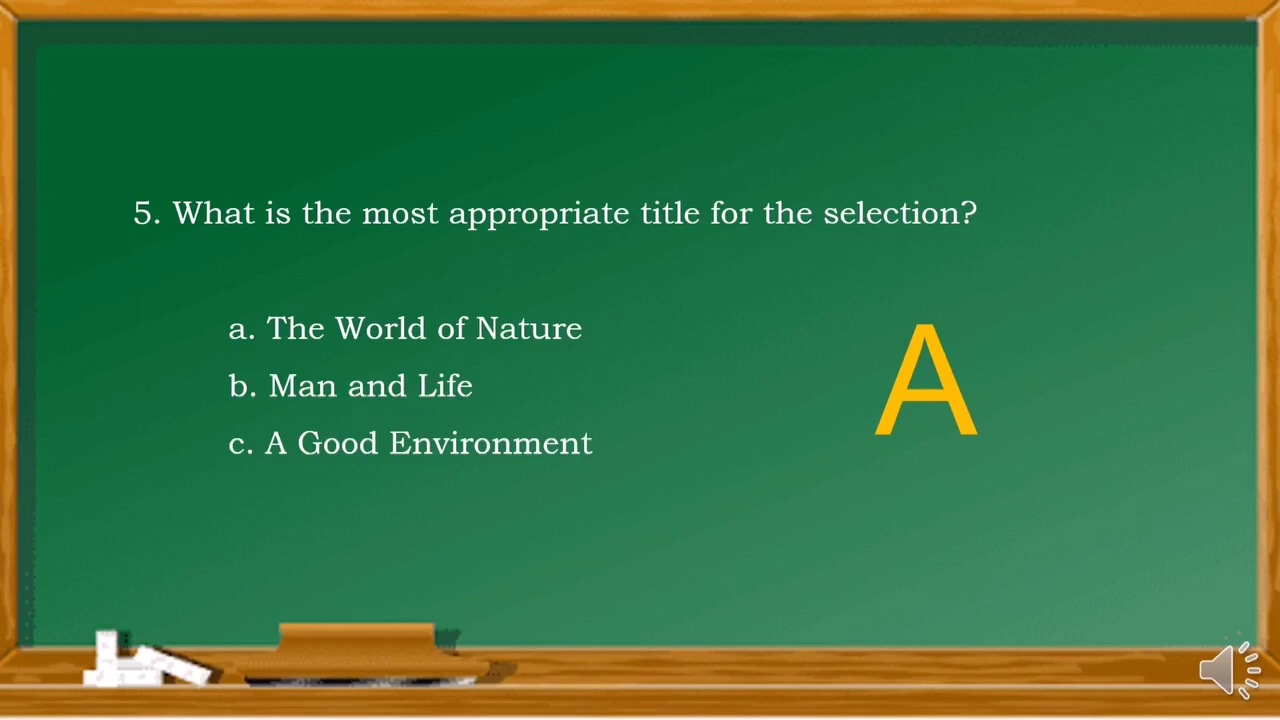 5. What is the most appropriate title for the selection?
a. The World of Nature
b. Man and Life
c. A Good Environment
A